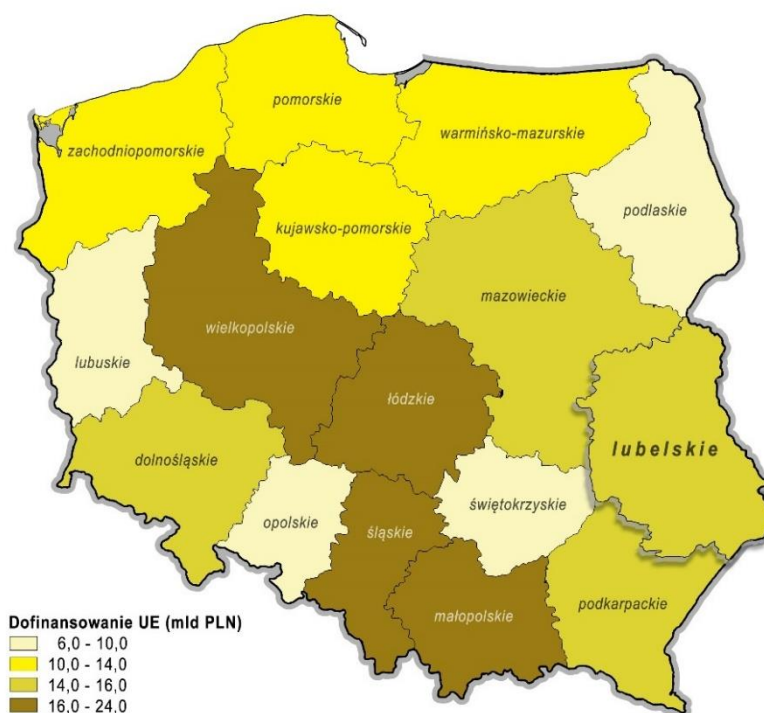 pomorskie
warmińsko-mazurskie
zachodniopomorskie
podlaskie
kujawsko-pomorskie
mazowieckie
wielkopolskie
lubuskie
łódzkie
lubelskie
dolnośląskie
świętokrzyskie
opolskie
śląskie
podkarpackie
małopolskie
Dofinansowanie UE (mld PLN)
6,0 - 10,0
10,0 - 14,0
14,0 - 16,0
16,0 - 24,0